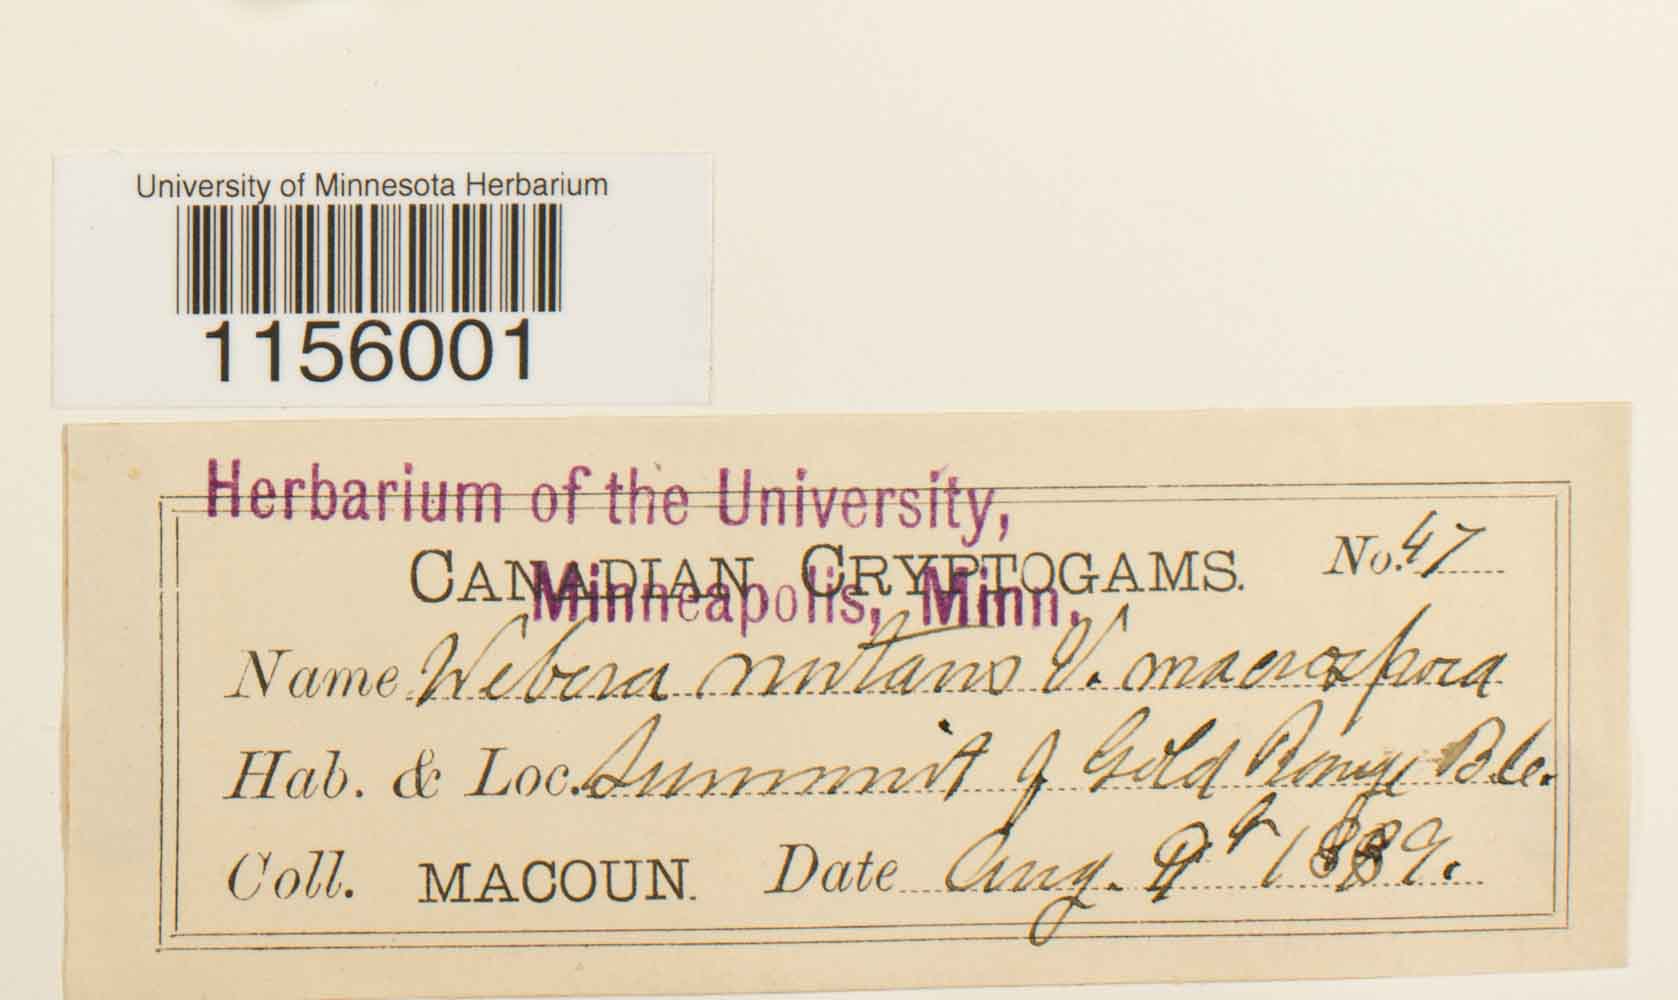 University of Minnesota Herbarium
1156001
Herbarium of the University,
CANADIAN CRYPTOGAMS. No. 47
Minneapolis, Minn.
Name Webera nutans V. macrospora
Hab. & Loc. Summit of Gold Range B.C.
Coll. MACOUN. Date Aug. 1889.